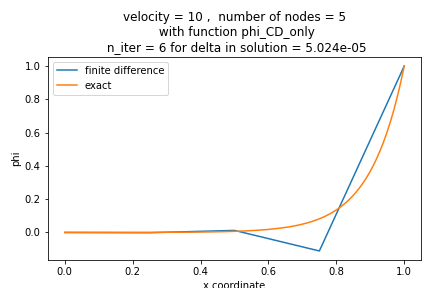 velocity = 10 ,  number of nodes = 5
with function phi_CD_only
n_iter = 6 for delta in solution = 5.024e-05
finite difference
exact
phi
1.0
0.8
0.6
0.4
0.2
0.0
0.0 0.2 0.4 0.6 0.8 1.0
x coordinate